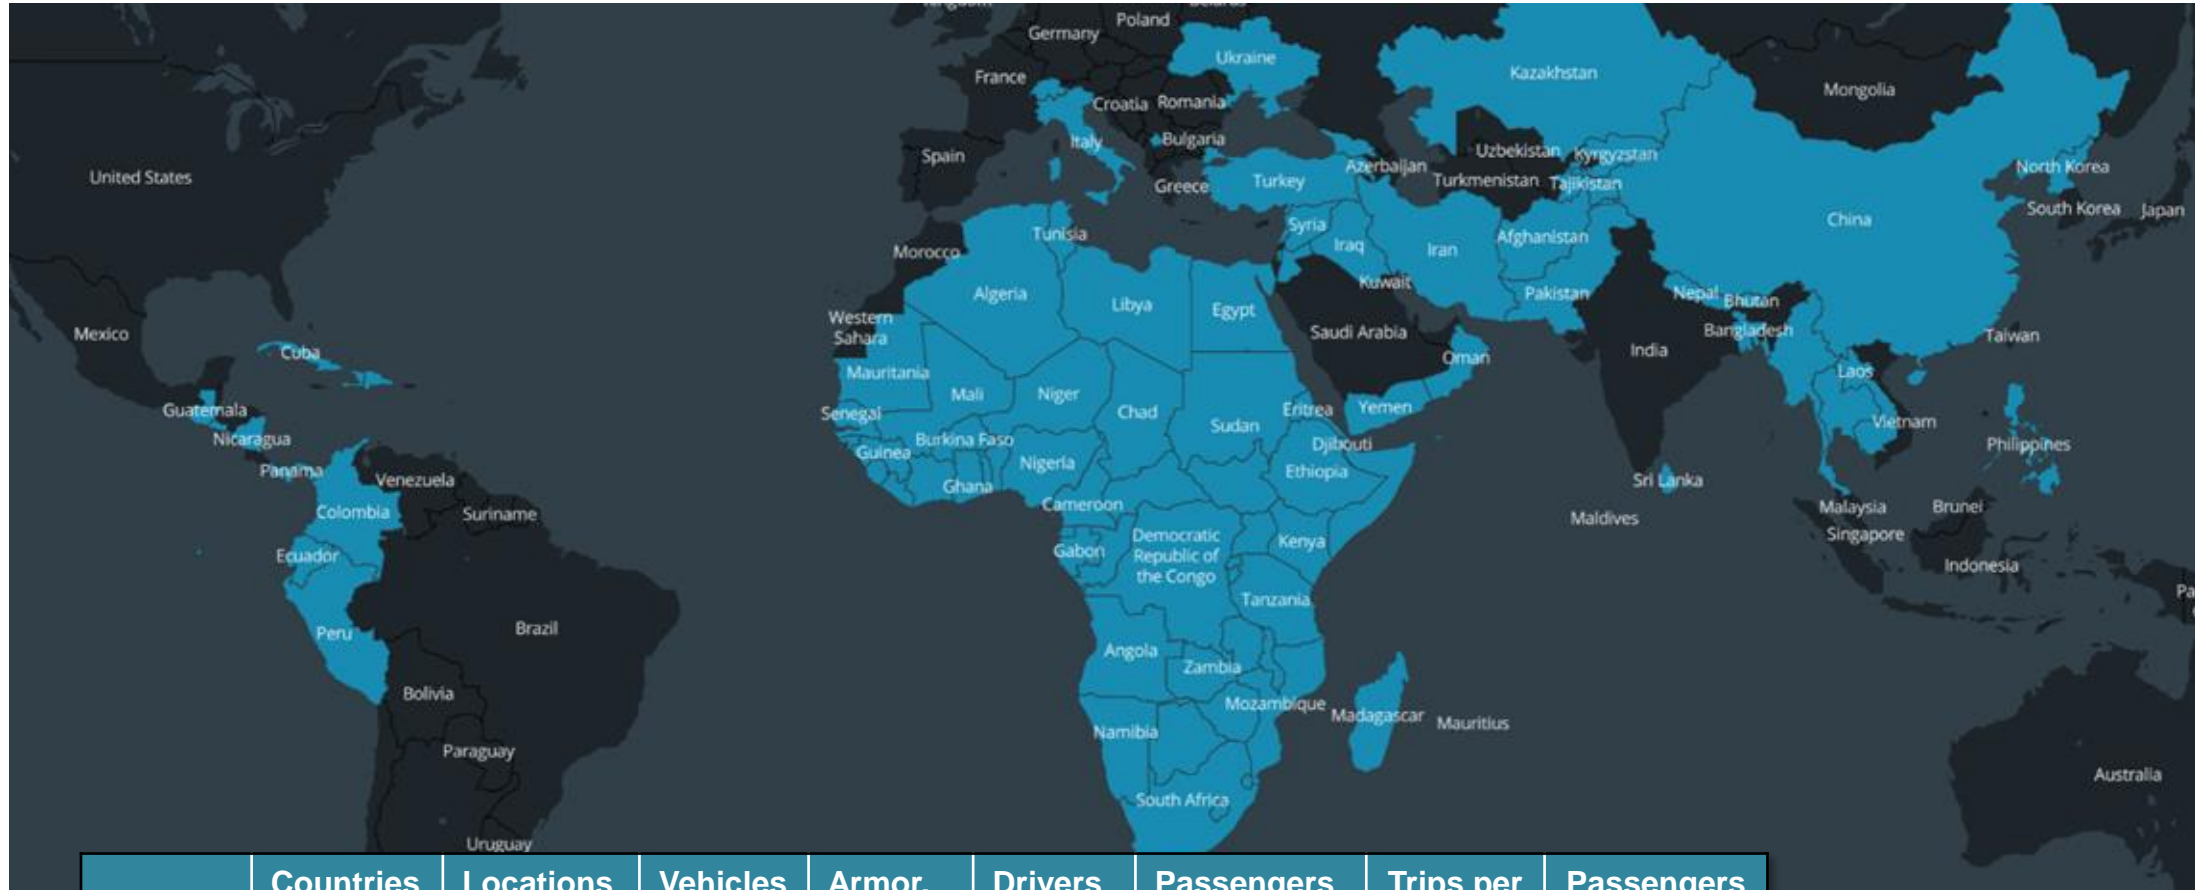 Kingdom
Belarus
Poland
Germany
Ukraine
France
Kazakhstan
Mongolia
Croatia
Romania
Italy
Bulgaria
Spain
Uzbekistan
Kyrgyzstan
Azerbaijan
North Korea
United States
Greece
Turkey
Turkmenistan
Tajikistan
South Korea
Japan
China
Syria
Tunisia
Iraq
Afghanistan
Morocco
Iran
Kuwait
Algeria
Pakistan
Nepal
Bhutan
Libya
Egypt
Western
Sahara
Mexico
Saudi Arabia
Bangladesh
Taiwan
Cuba
India
Oman
Mauritania
Laos
Mali
Niger
Guatemala
Senegal
Chad
Eritrea
Yemen
Sudan
Vietnam
Nicaragua
Burkina Faso
Djibouti
Philippines
Guinea
Nigeria
Ethiopia
Panama
Venezuela
Ghana
Sri Lanka
Cameroon
Colombia
Suriname
Maldives
Malaysia
Brunei
Singapore
Democratic
Republic of
the Congo
Kenya
Ecuador
Gabon
Indonesia
Pa
Tanzania
Peru
Brazil
Angola
Zambia
Bolivia
Mozambique
Madagascar
Mauritius
Namibia
Paraguay
Australia
South Africa
Uruguay
Countries Locations Vehicles Armor. Drivers Passengers Trips per Passengers